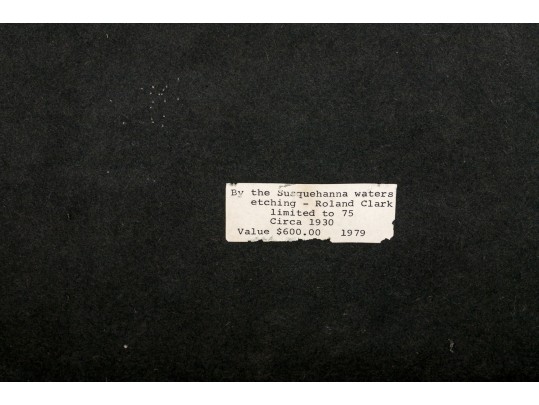 By the Susquehanna waters
etching - Roland Clark
limited to 75
Circa 1930
Value $600.00 1979